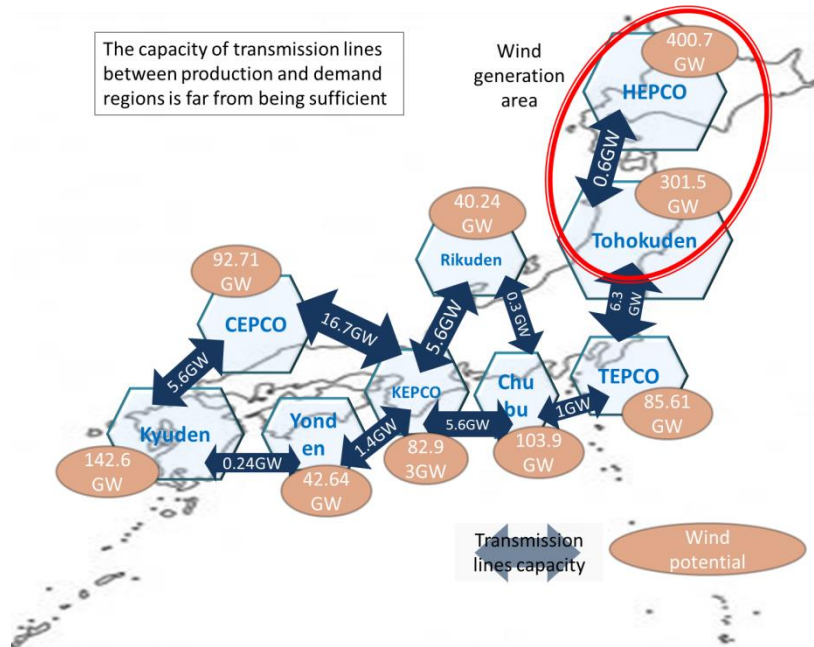 The capacity of transmission lines
between production and demand
regions is far from being sufficient
Wind
generation
area
400.7
GW
HEPCO
0.6GW
301.5
GW
Tohokuden
40.24
GW
Rikuden
92.71
GW
CEPCO
16.7GW
5.6GW
0.3 GW
6.3
GW
5.6GW
KEPCO
Chu
bu
TEPCO
85.61
GW
Kyuden
Yond
en
1.4GW
5.6GW
1GW
142.6
GW
0.24GW
42.64
GW
82.9
3GW
103.9
GW
Transmission
lines capacity
Wind
potential